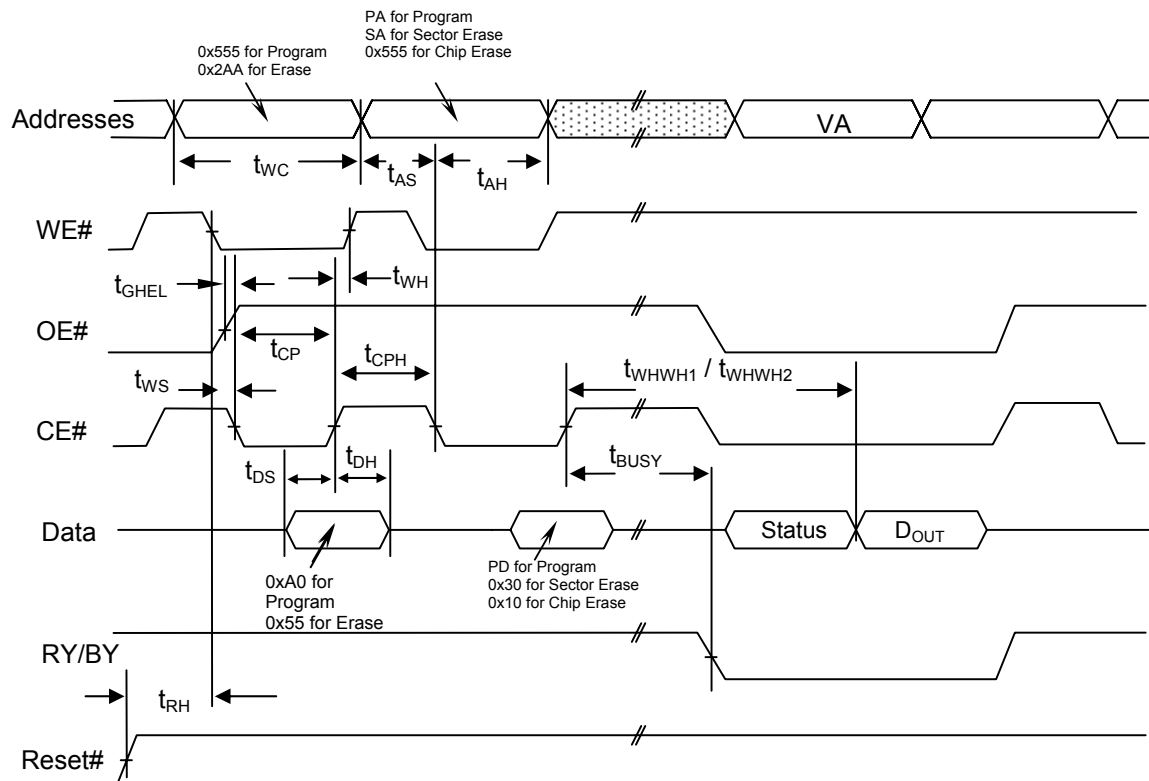 PA for Program
SA for Sector Erase
0x555 for Chip Erase
0x555 for Program
0x2AA for Erase
Addresses
VA
tWC
tAS
tAH
WE#
tGHEL
tWH
OE#
tCP
tCPH
tWS
tWHWH1 / tWHWH2
CE#
tDS
tDH
tBUSY
Data
Status
DOUT
0xA0 for
Program
0x55 for Erase
PD for Program
0x30 for Sector Erase
0x10 for Chip Erase
RY/BY
tRH
Reset#